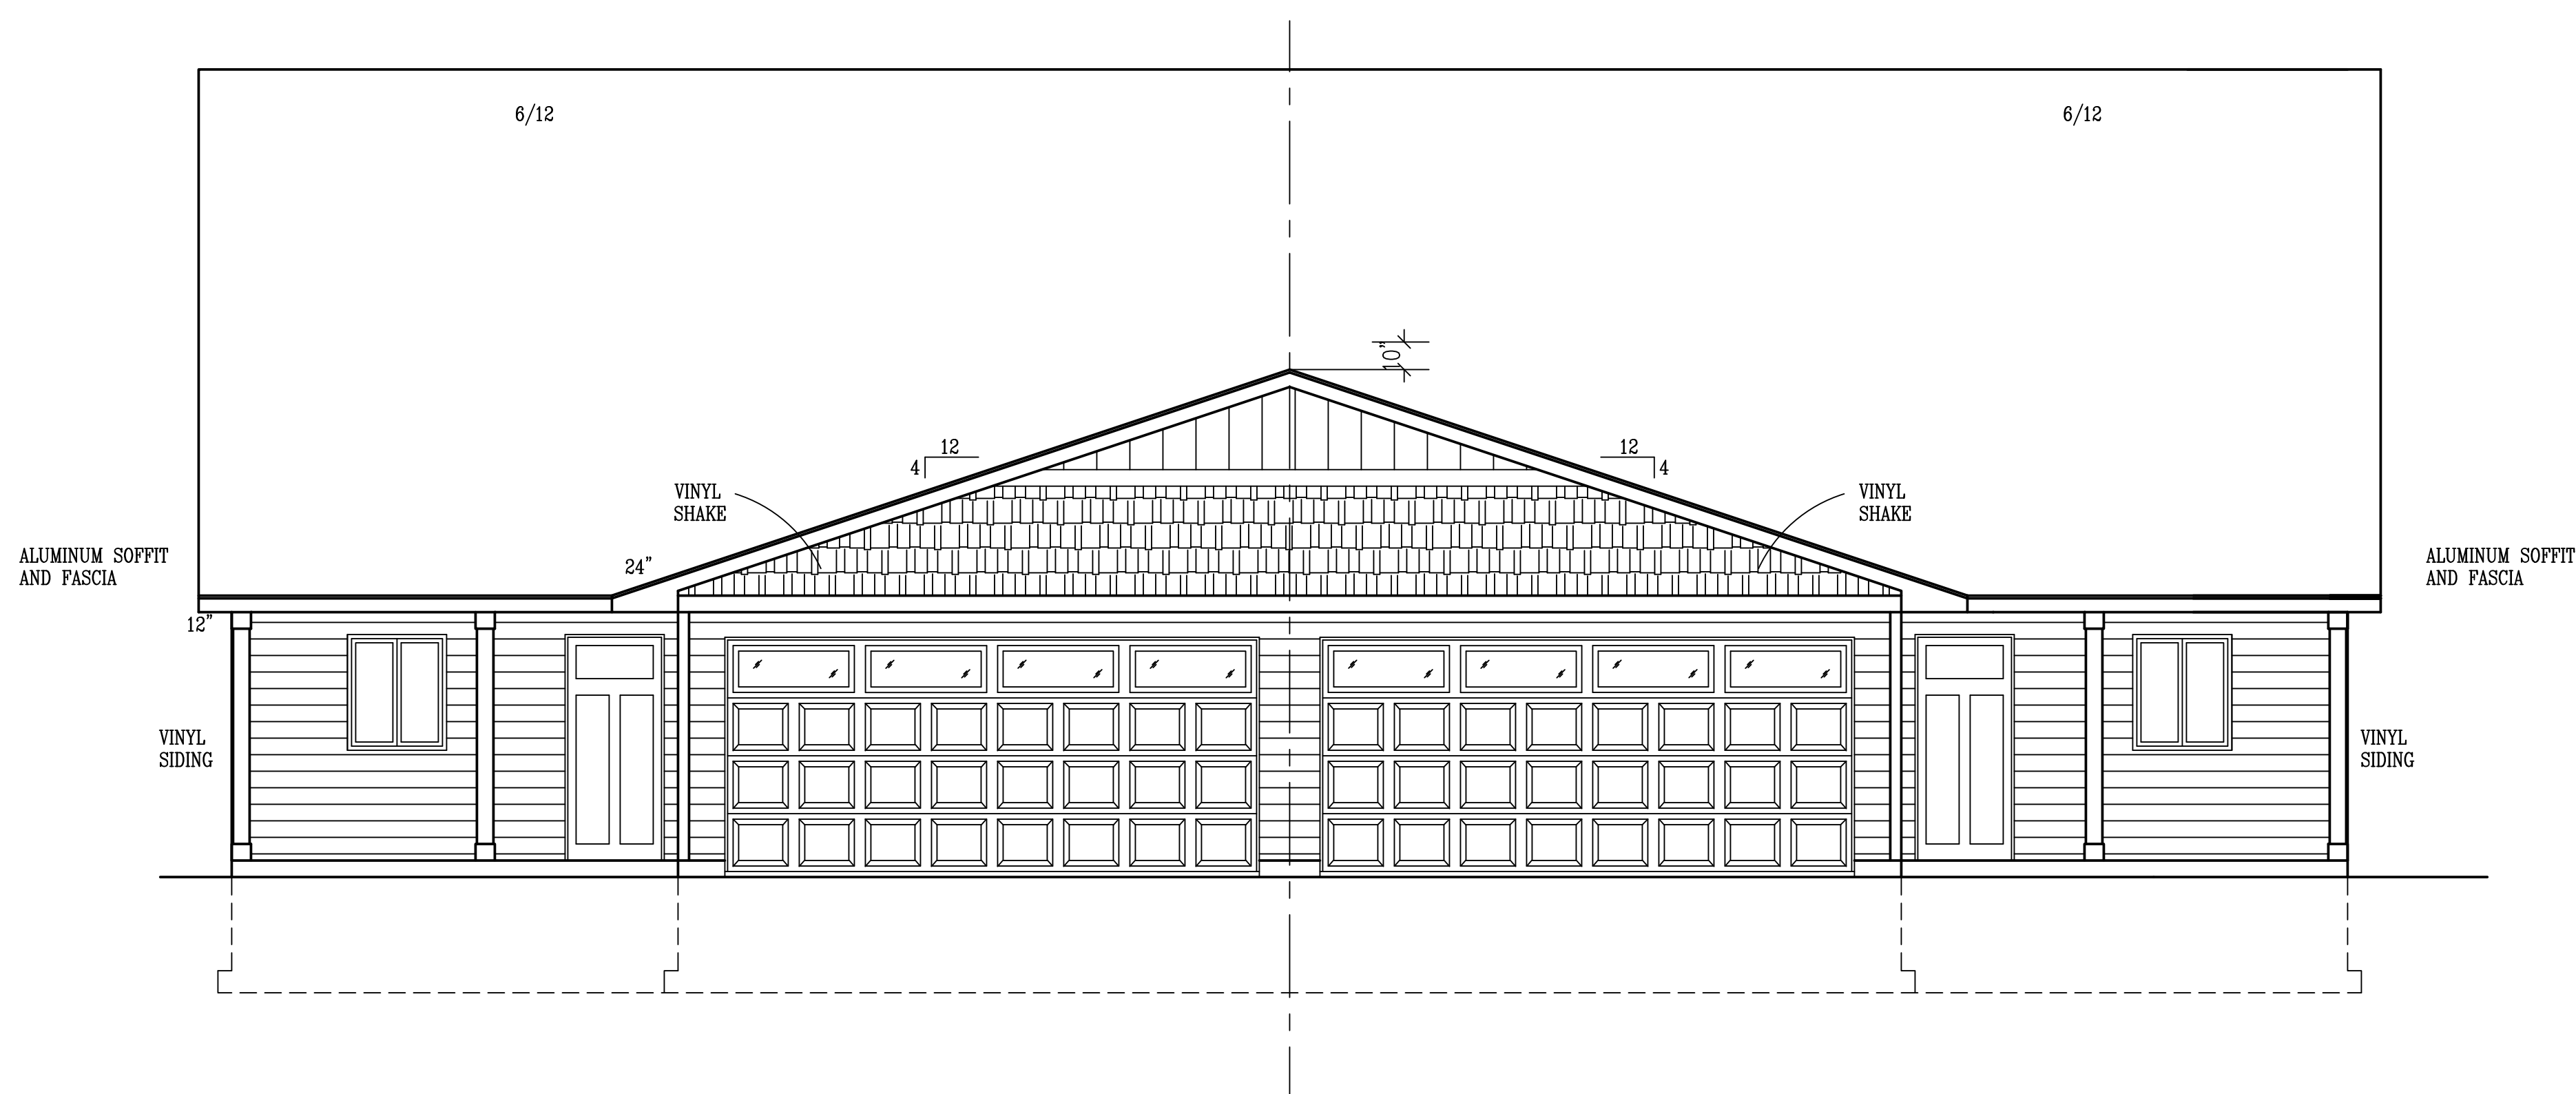 6/12
6/12
10”
12
4
12
4
VINYL
SHAKE
VINYL
SHAKE
ALUMINUM SOFFIT
AND FASCIA
24”
ALUMINUM SOFFIT
AND FASCIA
12”
VINYL
SIDING
VINYL
SIDING